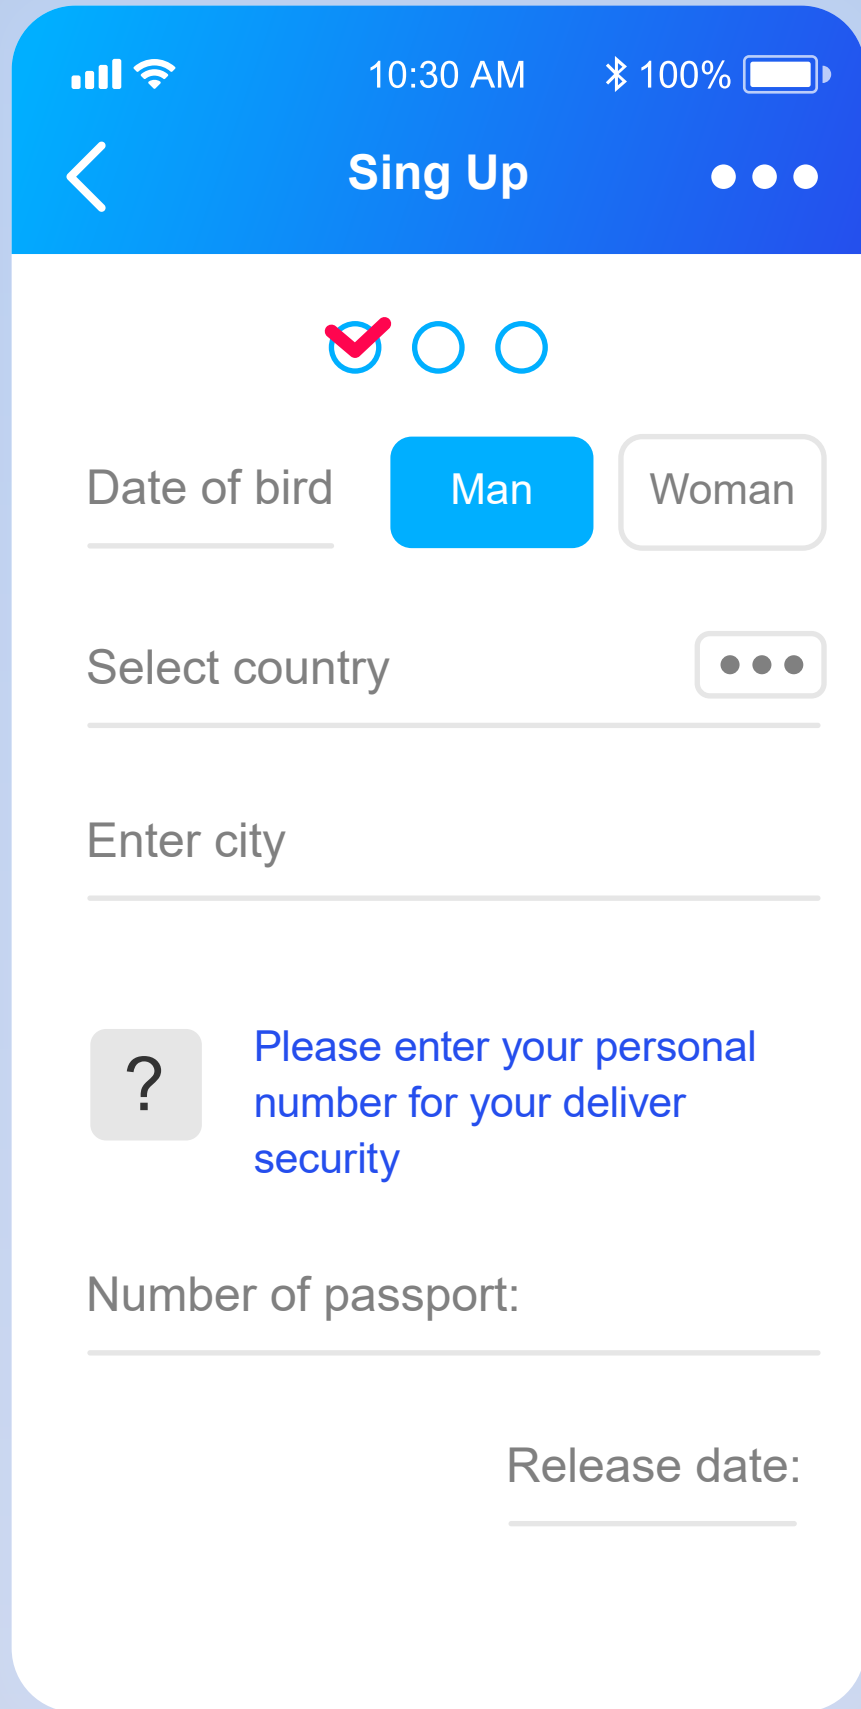 10:30 AM 100%
Sing Up
Date of bird Man Woman
Select country
Enter city
? Please enter your personal
number for your deliver
security
Number of passport:
Release date: